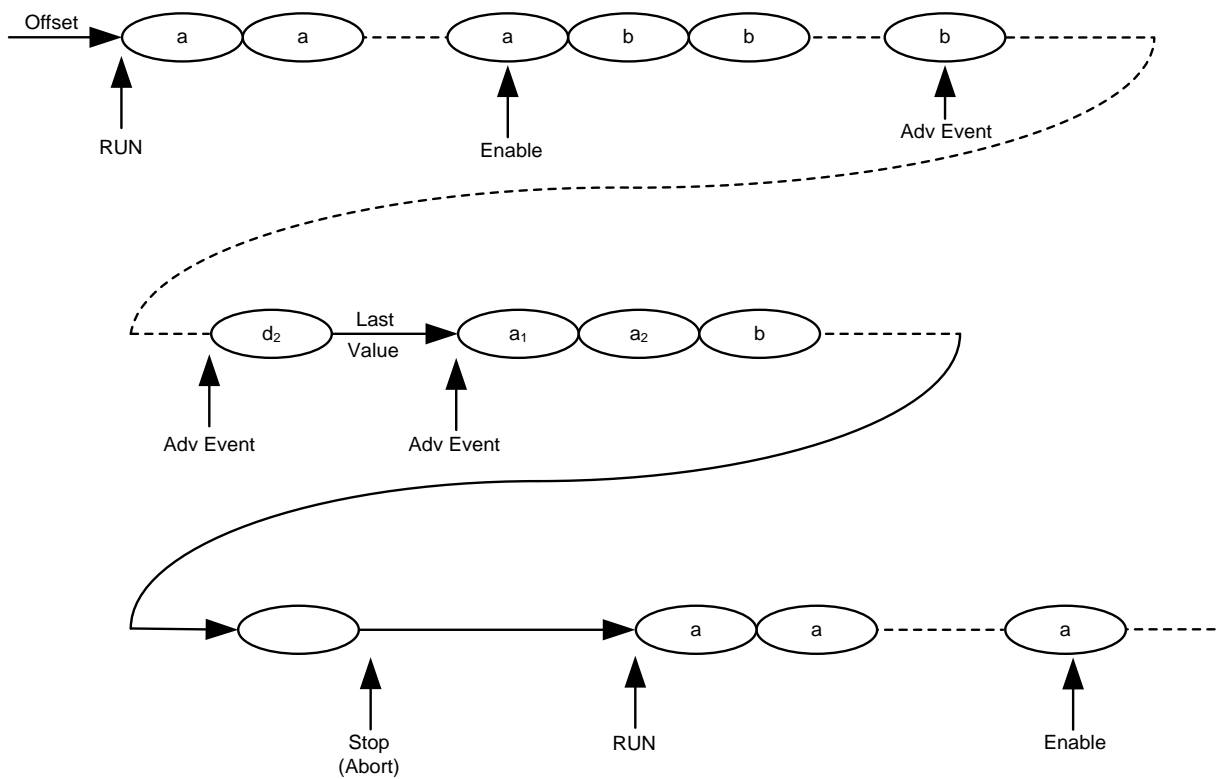 Offset
a a a b b b
RUN
Enable
Adv Event
d₂
Last
Value
a₁ a₂ b
Adv Event
Adv Event
a a a
Stop
(Abort)
RUN
Enable